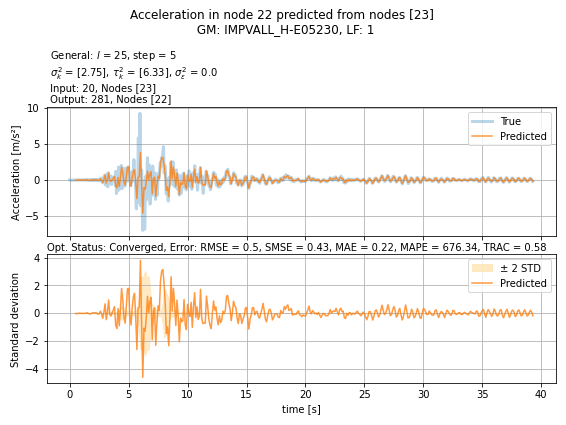 Acceleration in node 22 predicted from nodes [23]
GM: IMPVALL_H-E05230, LF: 1
General: l = 25, step = 5
σ²ₖ = [2.75], τ²ₖ = [6.33], σ²ε = 0.0
Input: 20, Nodes [23]
Output: 281, Nodes [22]
Acceleration [m/s²]
10
5
0
−5
True
Predicted
Opt. Status: Converged, Error: RMSE = 0.5, SMSE = 0.43, MAE = 0.22, MAPE = 676.34, TRAC = 0.58
Standard deviation
4
2
0
−2
−4
± 2 STD
Predicted
0 5 10 15 20 25 30 35 40
time [s]